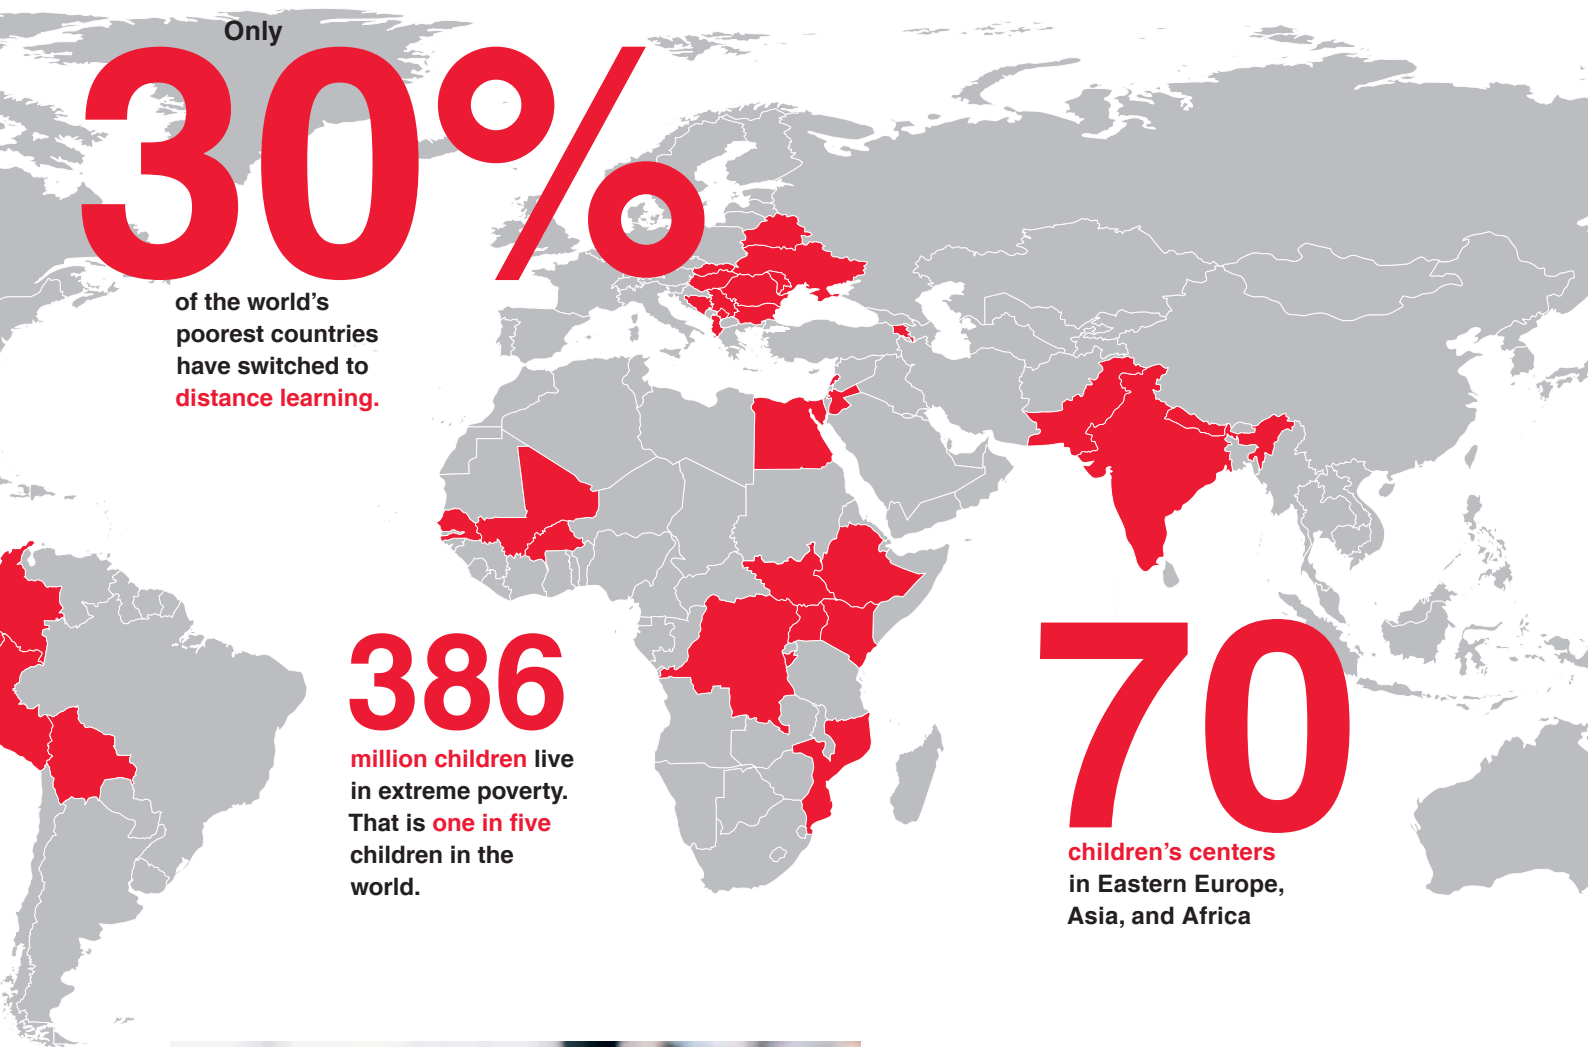 Only
30%
of the world’s
poorest countries
have switched to
distance learning.
386
million children live
in extreme poverty.
That is one in five
children in the
world.
70
children’s centers
in Eastern Europe,
Asia, and Africa